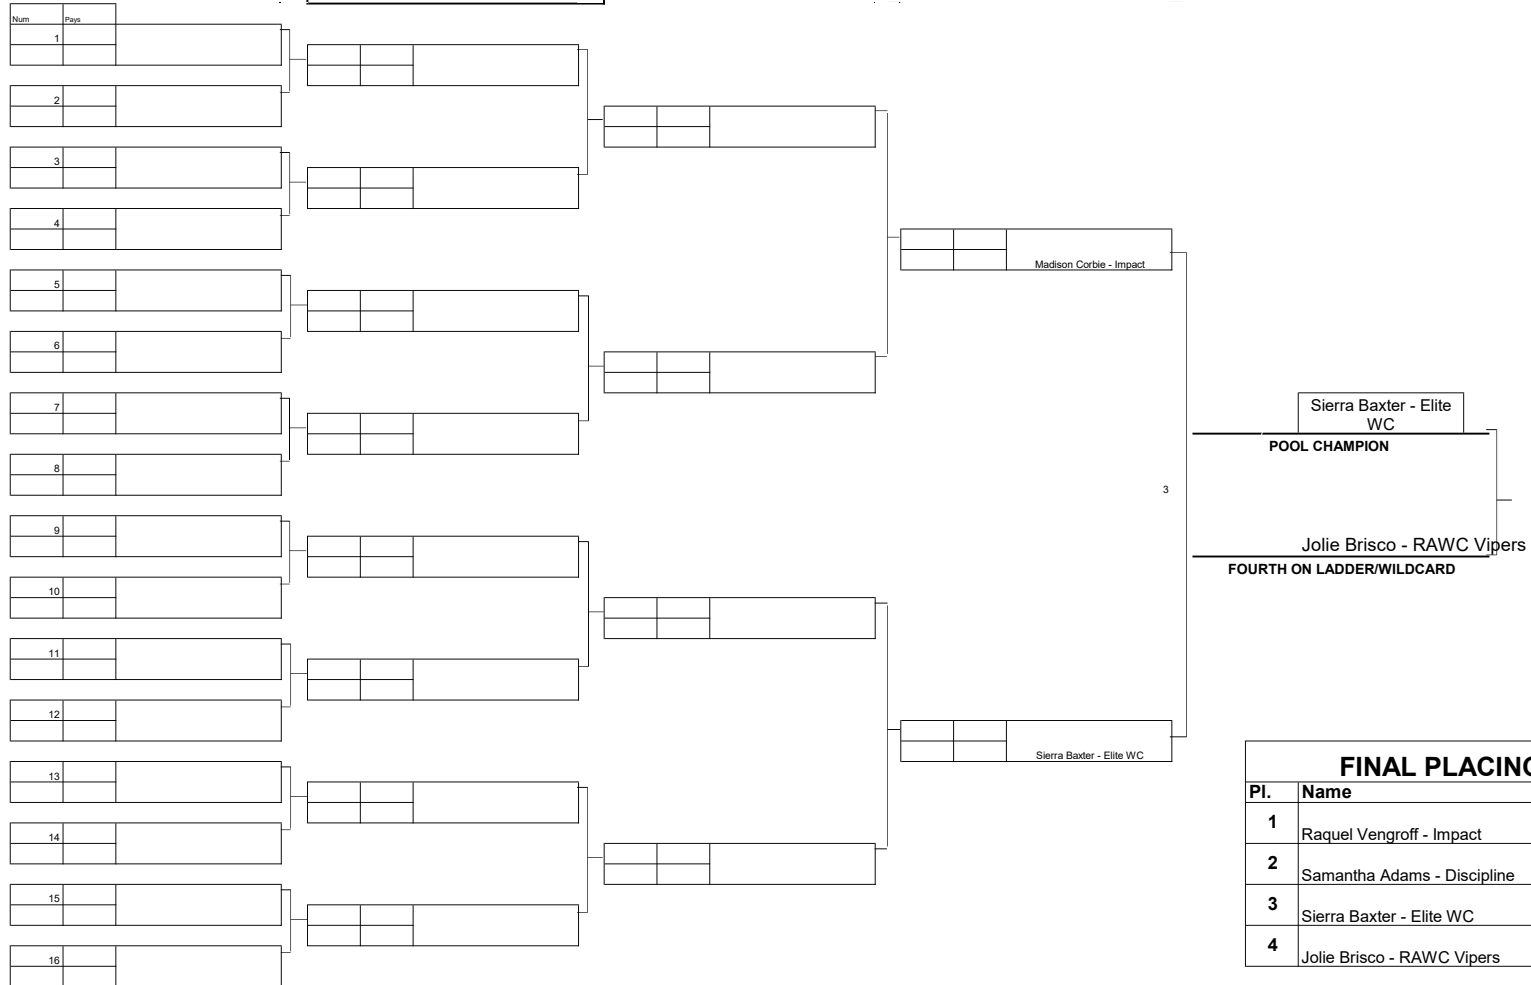 Num Pays
1
2
3
4
Madison Corbie - Impact
5
6
7
Sierra Baxter - Elite
WC
POOL CHAMPION
8
3
9
Jolie Brisco - RAWC Vipers
FOURTH ON LADDER/WILDCARD
10
11
12
Sierra Baxter - Elite WC
13
14
15
16
FINAL PLACING
Pl. Name
1 Raquel Vengroff - Impact
2 Samantha Adams - Discipline
3 Sierra Baxter - Elite WC
4 Jolie Brisco - RAWC Vipers